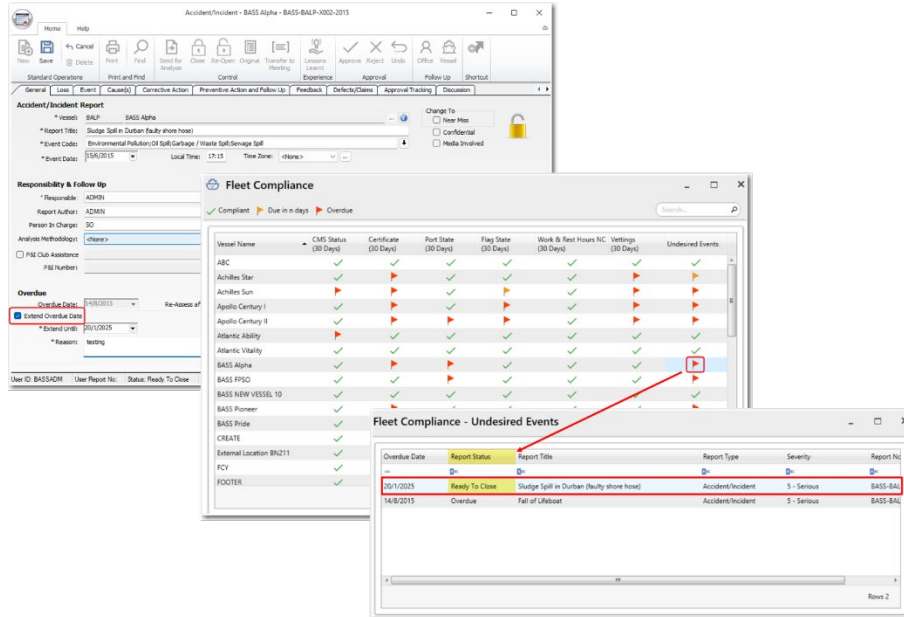 Accident/Incident - BASS Alpha - BASS-BALP-X002-2015
Home Help
New Save Cancel Delete Print Find Send for Analysis Close Re-Open Original Transfer to Meeting Lessons Learnt Approve Reject Undo Office Vessel
Standard Operations Print and Find Control Experience Approval Follow Up Shortcut
General Loss Event Cause(s) Corrective Action Preventive Action and Follow Up Feedback Defects/Claims Approval Tracking Discussion
Accident/Incident Report
* Vessel: BALP BASS Alpha ...
* Report Title: Sludge Spill in Durban (faulty shore hose)
* Event Code: Environmental Pollution;Oil Spill;Garbage / Waste Spill;Sewage Spill
* Event Date: 15/6/2015 Local Time: 17:15 Time Zone: <None> ...
Change To
Near Miss
Confidential
Media Involved
Responsibility & Follow Up
* Responsible: ADMIN
Report Author: ADMIN
Person In Charge: SO
Analysis Methodology: <None>
P&I Club Assistance
P&I Number:
Overdue
Overdue Date: 14/8/2015 Re-Assess af
Extend Overdue Date
* Extend Until: 20/1/2025
* Reason: testing
User ID: BASSADM User Report No: Status: Ready To Close
Fleet Compliance
Compliant Due in n days Overdue
Search...
Vessel Name CMS Status (30 Days) Certificate (30 Days) Port State (30 Days) Flag State (30 Days) Work & Rest Hours NC (30 Days) Vettings (30 Days) Undesired Events
ABC
Achilles Star
Achilles Sun
Apollo Century I
Apollo Century II
Atlantic Ability
Atlantic Vitality
BASS Alpha
BASS FPSO
BASS NEW VESSEL 10
BASS Pioneer
BASS Pride
CREATE
External Location BN211
FCV
FOOTER
Fleet Compliance - Undesired Events
Overdue Date Report Status Report Title Report Type Severity Report No
20/1/2025 Ready To Close Sludge Spill in Durban (faulty shore hose) Accident/Incident 5 - Serious BASS-BAL
14/8/2015 Overdue Fall of Lifeboat Accident/Incident 5 - Serious BASS-BAL
Rows 2